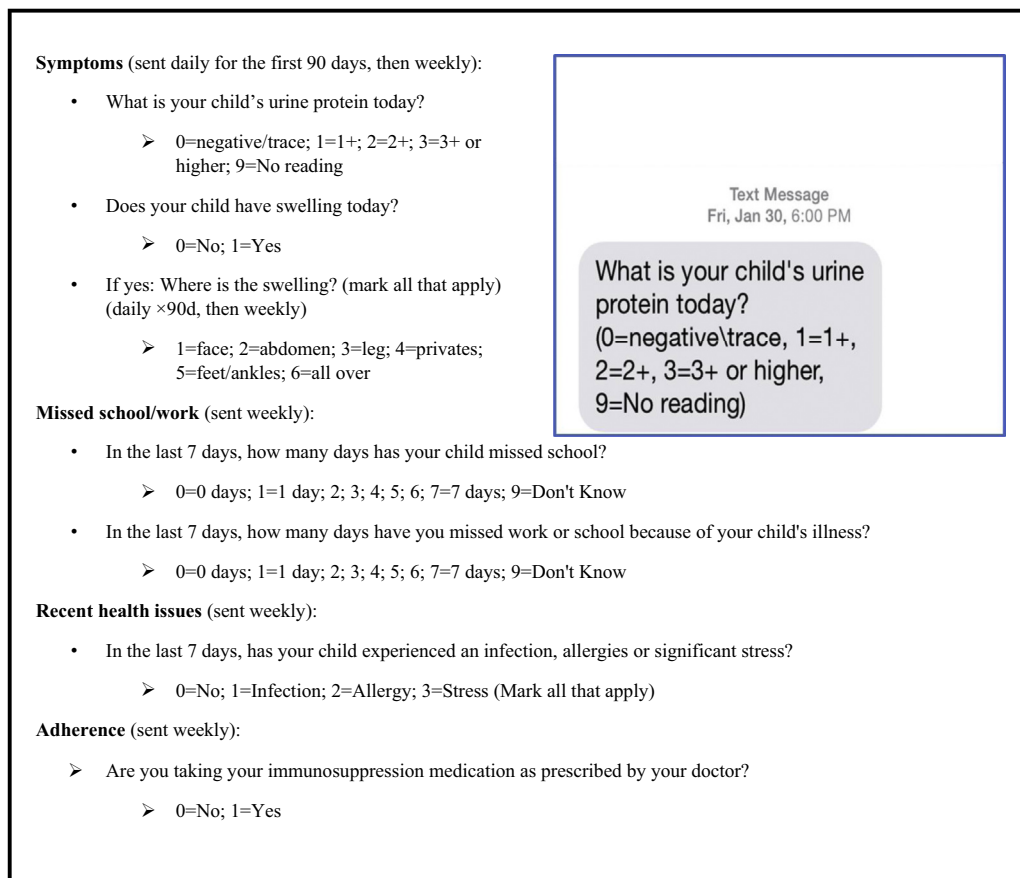 Symptoms (sent daily for the first 90 days, then weekly):
• What is your child’s urine protein today?
➢ 0=negative/trace; 1=1+; 2=2+; 3=3+ or
higher; 9=No reading
• Does your child have swelling today?
➢ 0=No; 1=Yes
• If yes: Where is the swelling? (mark all that apply)
(daily ×90d, then weekly)
➢ 1=face; 2=abdomen; 3=leg; 4=privates;
5=feet/ankles; 6=all over
Text Message
Fri, Jan 30, 6:00 PM
What is your child's urine
protein today?
(0=negative\trace, 1=1+,
2=2+, 3=3+ or higher,
9=No reading)
Missed school/work (sent weekly):
• In the last 7 days, how many days has your child missed school?
➢ 0=0 days; 1=1 day; 2; 3; 4; 5; 6; 7=7 days; 9=Don't Know
• In the last 7 days, how many days have you missed work or school because of your child's illness?
➢ 0=0 days; 1=1 day; 2; 3; 4; 5; 6; 7=7 days; 9=Don't Know
Recent health issues (sent weekly):
• In the last 7 days, has your child experienced an infection, allergies or significant stress?
➢ 0=No; 1=Infection; 2=Allergy; 3=Stress (Mark all that apply)
Adherence (sent weekly):
➢ Are you taking your immunosuppression medication as prescribed by your doctor?
➢ 0=No; 1=Yes